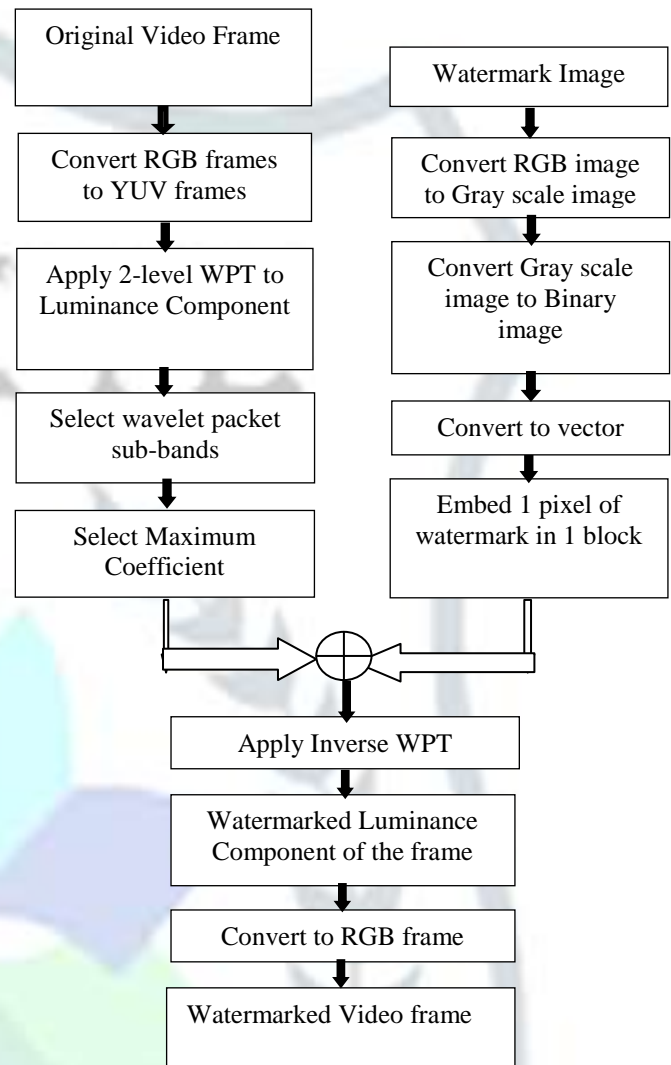 Original Video Frame
Convert RGB frames
to YUV frames
Apply 2-level WPT to
Luminance Component
Select wavelet packet
sub-bands
Select Maximum
Coefficient
Watermark Image
Convert RGB image
to Gray scale image
Convert Gray scale
image to Binary
image
Convert to vector
Embed 1 pixel of
watermark in 1 block
Apply Inverse WPT
Watermarked Luminance
Component of the frame
Convert to RGB frame
Watermarked Video frame